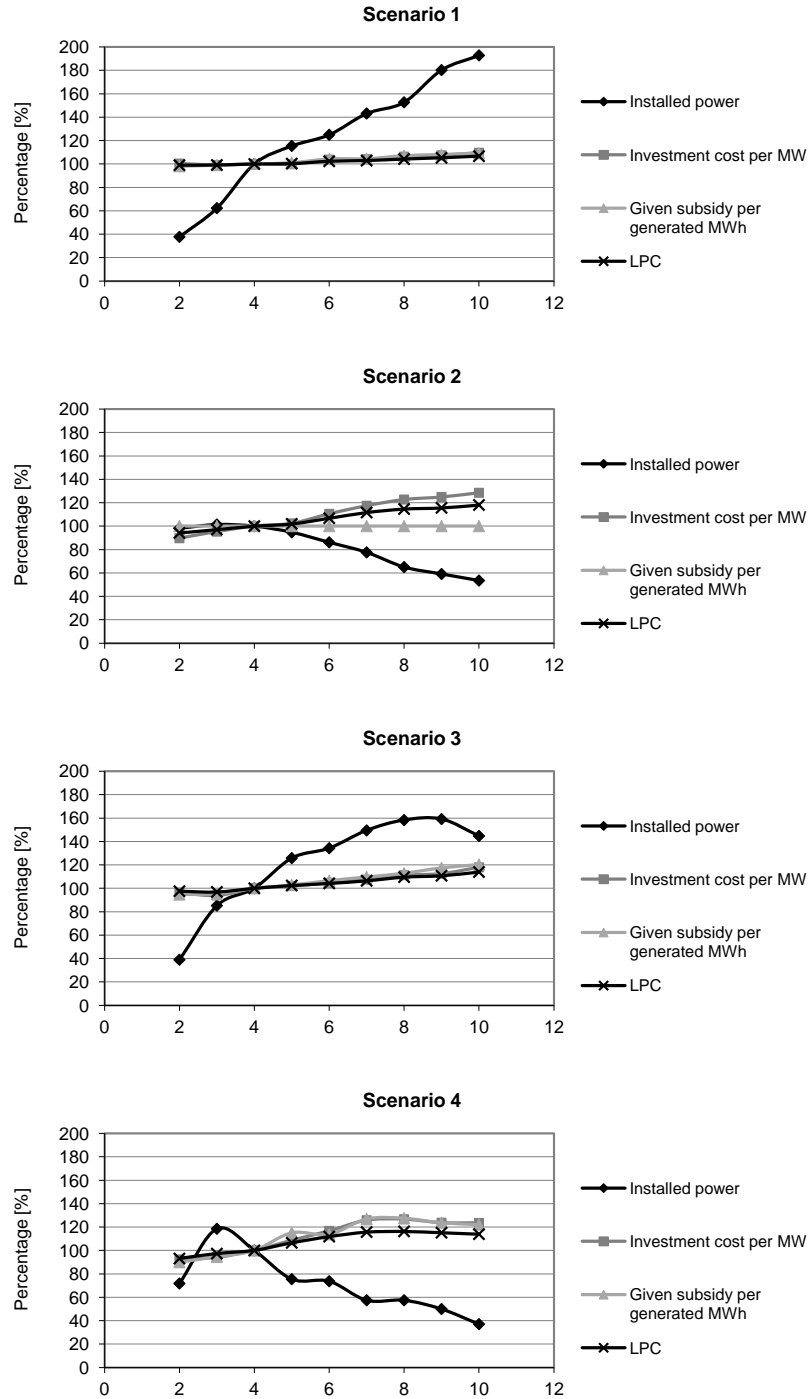 Scenario 1
Percentage [%]
200
180
160
140
120
100
80
60
40
20
0
0 2 4 6 8 10 12
Installed power
Investment cost per MW
Given subsidy per
generated MWh
LPC
Scenario 2
Percentage [%]
200
180
160
140
120
100
80
60
40
20
0
0 2 4 6 8 10 12
Installed power
Investment cost per MW
Given subsidy per
generated MWh
LPC
Scenario 3
Percentage [%]
200
180
160
140
120
100
80
60
40
20
0
0 2 4 6 8 10 12
Installed power
Investment cost per MW
Given subsidy per
generated MWh
LPC
Scenario 4
Percentage [%]
200
180
160
140
120
100
80
60
40
20
0
0 2 4 6 8 10 12
Installed power
Investment cost per MW
Given subsidy per
generated MWh
LPC